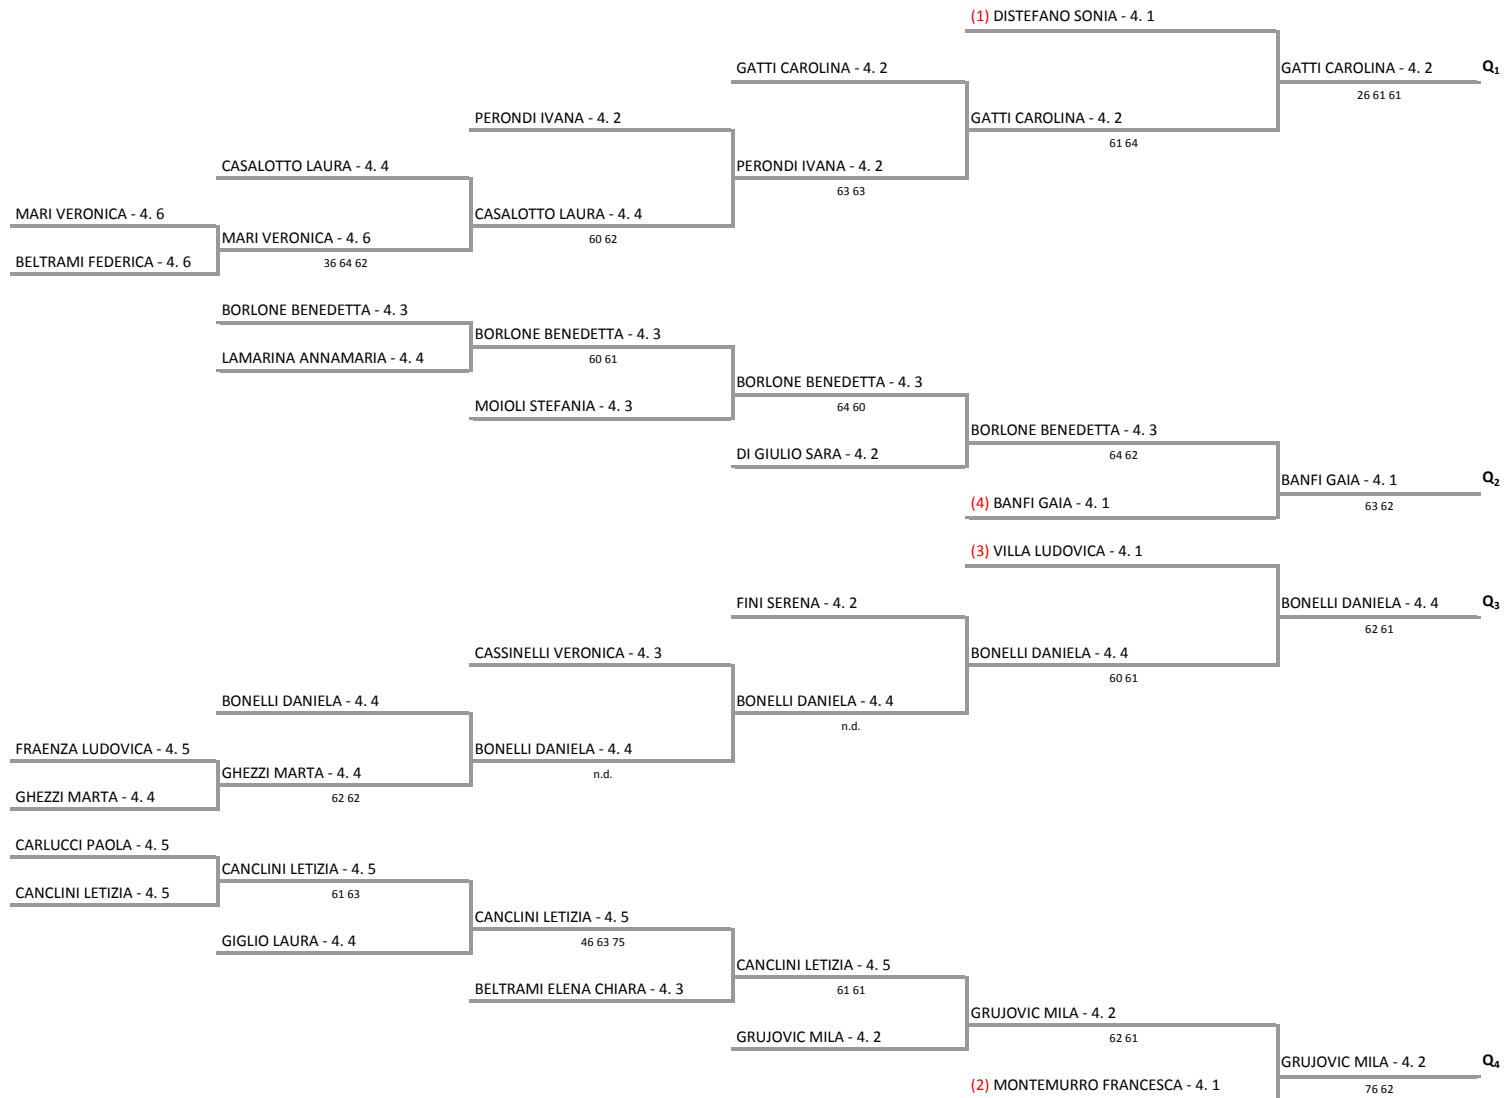 (1) DISTEFANO SONIA - 4. 1
GATTI CAROLINA - 4. 2
GATTI CAROLINA - 4. 2
Q1
26 61 61
PERONDI IVANA - 4. 2
GATTI CAROLINA - 4. 2
61 64
CASALOTTO LAURA - 4. 4
PERONDI IVANA - 4. 2
63 63
MARI VERONICA - 4. 6
CASALOTTO LAURA - 4. 4
60 62
MARI VERONICA - 4. 6
36 64 62
BELTRAMI FEDERICA - 4. 6
BORLONE BENEDETTA - 4. 3
BORLONE BENEDETTA - 4. 3
60 61
LAMARINA ANNAMARIA - 4. 4
BORLONE BENEDETTA - 4. 3
64 60
MOIOLI STEFANIA - 4. 3
BORLONE BENEDETTA - 4. 3
64 62
DI GIULIO SARA - 4. 2
BANFI GAIA - 4. 1
Q2
63 62
(4) BANFI GAIA - 4. 1
(3) VILLA LUDOVICA - 4. 1
FINI SERENA - 4. 2
BONELLI DANIELA - 4. 4
Q3
62 61
CASSINELLI VERONICA - 4. 3
BONELLI DANIELA - 4. 4
60 61
BONELLI DANIELA - 4. 4
BONELLI DANIELA - 4. 4
n.d.
FRAENZA LUDOVICA - 4. 5
BONELLI DANIELA - 4. 4
n.d.
GHEZZI MARTA - 4. 4
62 62
GHEZZI MARTA - 4. 4
CARLUCCI PAOLA - 4. 5
CANCLINI LETIZIA - 4. 5
61 63
CANCLINI LETIZIA - 4. 5
CANCLINI LETIZIA - 4. 5
46 63 75
GIGLIO LAURA - 4. 4
CANCLINI LETIZIA - 4. 5
61 61
BELTRAMI ELENA CHIARA - 4. 3
GRUJOVIC MILA - 4. 2
62 61
GRUJOVIC MILA - 4. 2
GRUJOVIC MILA - 4. 2
Q4
76 62
(2) MONTEMURRO FRANCESCA - 4. 1